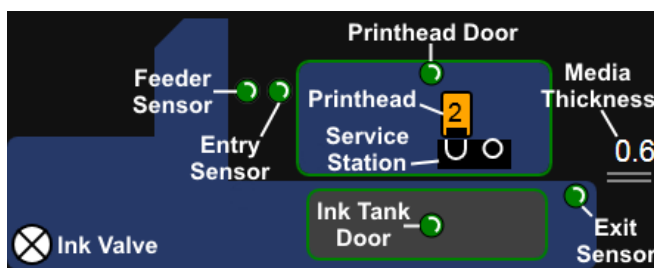 Printhead Door
Feeder
Sensor
Media
Thickness
Printhead
2
Entry
Sensor
Service
Station
0.6
Ink Tank
Door
Ink Valve
Exit
Sensor